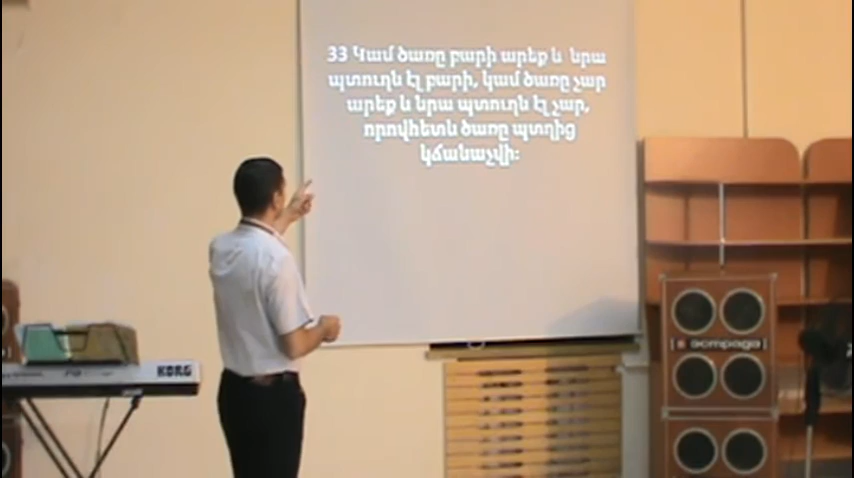 33 Կամ ծառը բարի արեք և նրա
պտուղն էլ բարի, կամ ծառը չար
արեք և նրա պտուղն էլ չար,
որովհետև ծառը պտղից
կճանաչվի:
KORG
эстрада